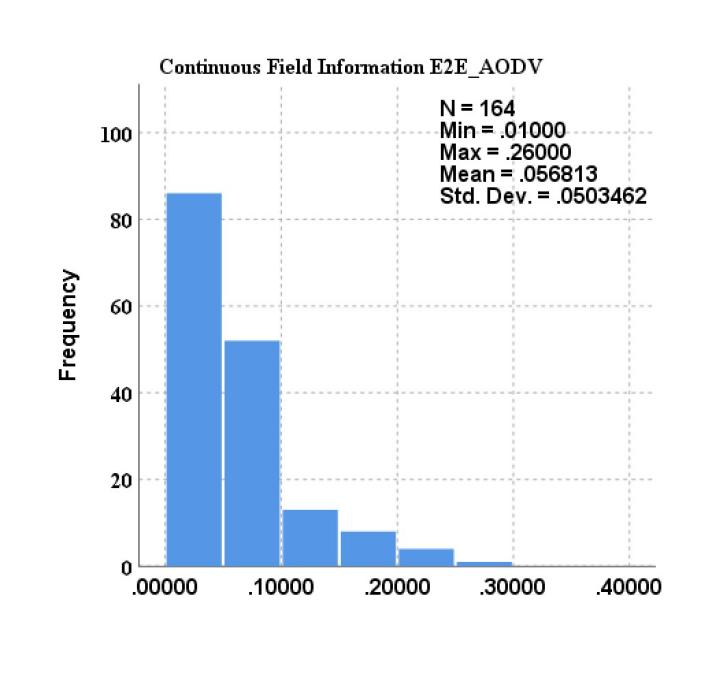 Continuous Field Information E2E_AODV
N = 164
Min = .01000
Max = .26000
Mean = .056813
Std. Dev. = .0503462
Frequency
100
80
60
40
20
0
.00000 .10000 .20000 .30000 .40000